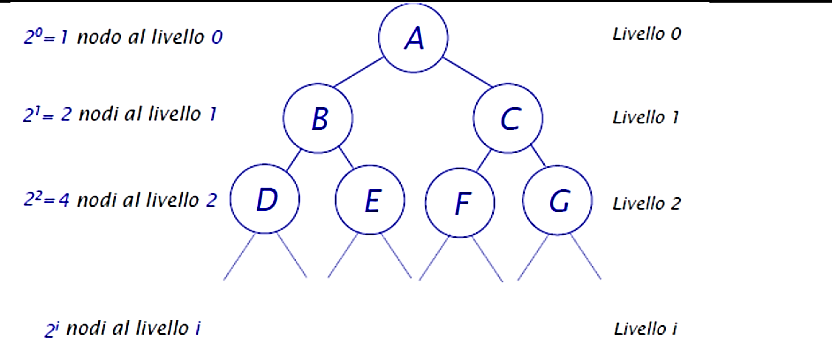 2⁰= 1 nodo al livello 0
A
Livello 0
2¹= 2 nodi al livello 1
B
C
Livello 1
2²=4 nodi al livello 2
D
E
F
G
Livello 2
2ⁱ nodi al livello i
Livello i